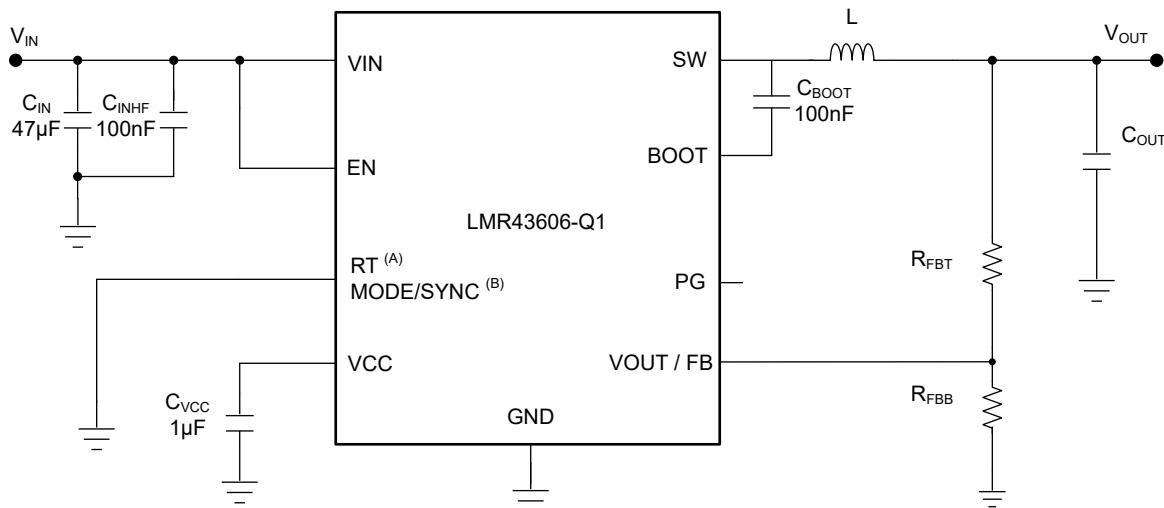 L
V_IN
V_OUT
VIN
SW
C_IN
47µF
C_INHF
100nF
C_BOOT
100nF
C_OUT
EN
BOOT
LMR43606-Q1
RT (A)
MODE/SYNC (B)
PG
R_FBT
VCC
VOUT / FB
C_VCC
1µF
GND
R_FBB